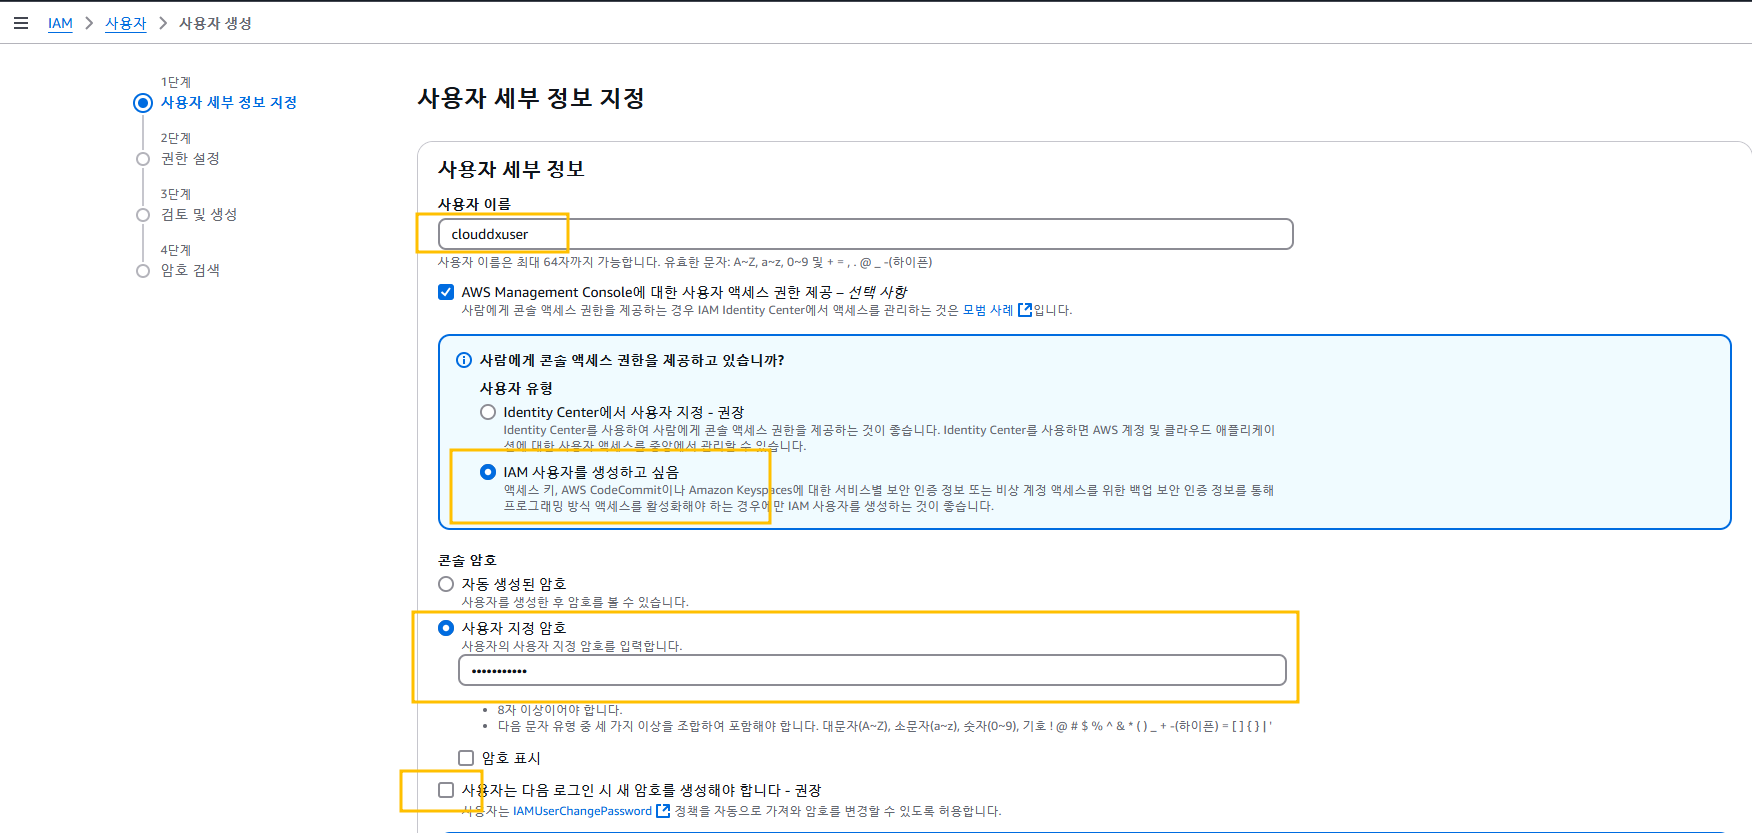 IAM > 사용자 > 사용자 생성
1단계
사용자 세부 정보 지정
2단계
권한 설정
3단계
검토 및 생성
4단계
암호 검색
사용자 세부 정보 지정
사용자 세부 정보
사용자 이름
clouddxuser
사용자 이름은 최대 64자까지 가능합니다. 유효한 문자: A~Z, a~z, 0~9 및 + = , . @ _ -(하이픈)
AWS Management Console에 대한 사용자 액세스 권한 제공 – 선택 사항
사람에게 콘솔 액세스 권한을 제공하는 경우 IAM Identity Center에서 액세스를 관리하는 것은 모범 사례 입니다.
사람에게 콘솔 액세스 권한을 제공하고 있습니까?
사용자 유형
Identity Center에서 사용자 지정 - 권장
Identity Center를 사용하여 사람에게 콘솔 액세스 권한을 제공하는 것이 좋습니다. Identity Center를 사용하면 AWS 계정 및 클라우드 애플리케이
션에 대한 사용자 액세스를 중앙에서 관리할 수 있습니다.
IAM 사용자를 생성하고 싶음
액세스 키, AWS CodeCommit이나 Amazon Keyspaces에 대한 서비스별 보안 인증 정보 또는 비상 계정 액세스를 위한 백업 보안 인증 정보를 통해
프로그래밍 방식 액세스를 활성화해야 하는 경우에만 IAM 사용자를 생성하는 것이 좋습니다.
콘솔 암호
자동 생성된 암호
사용자를 생성한 후 암호를 볼 수 있습니다.
사용자 지정 암호
사용자의 사용자 지정 암호를 입력합니다.
•••••••••••
• 8자 이상이어야 합니다.
• 다음 문자 유형 중 세 가지 이상을 조합하여 포함해야 합니다. 대문자(A~Z), 소문자(a~z), 숫자(0~9), 기호 ! @ # $ % ^ & * ( ) _ + -(하이픈) = [ ] { } | '
암호 표시
사용자는 다음 로그인 시 새 암호를 생성해야 합니다 - 권장
사용자는 IAMUserChangePassword 정책을 자동으로 가져와 암호를 변경할 수 있도록 허용합니다.